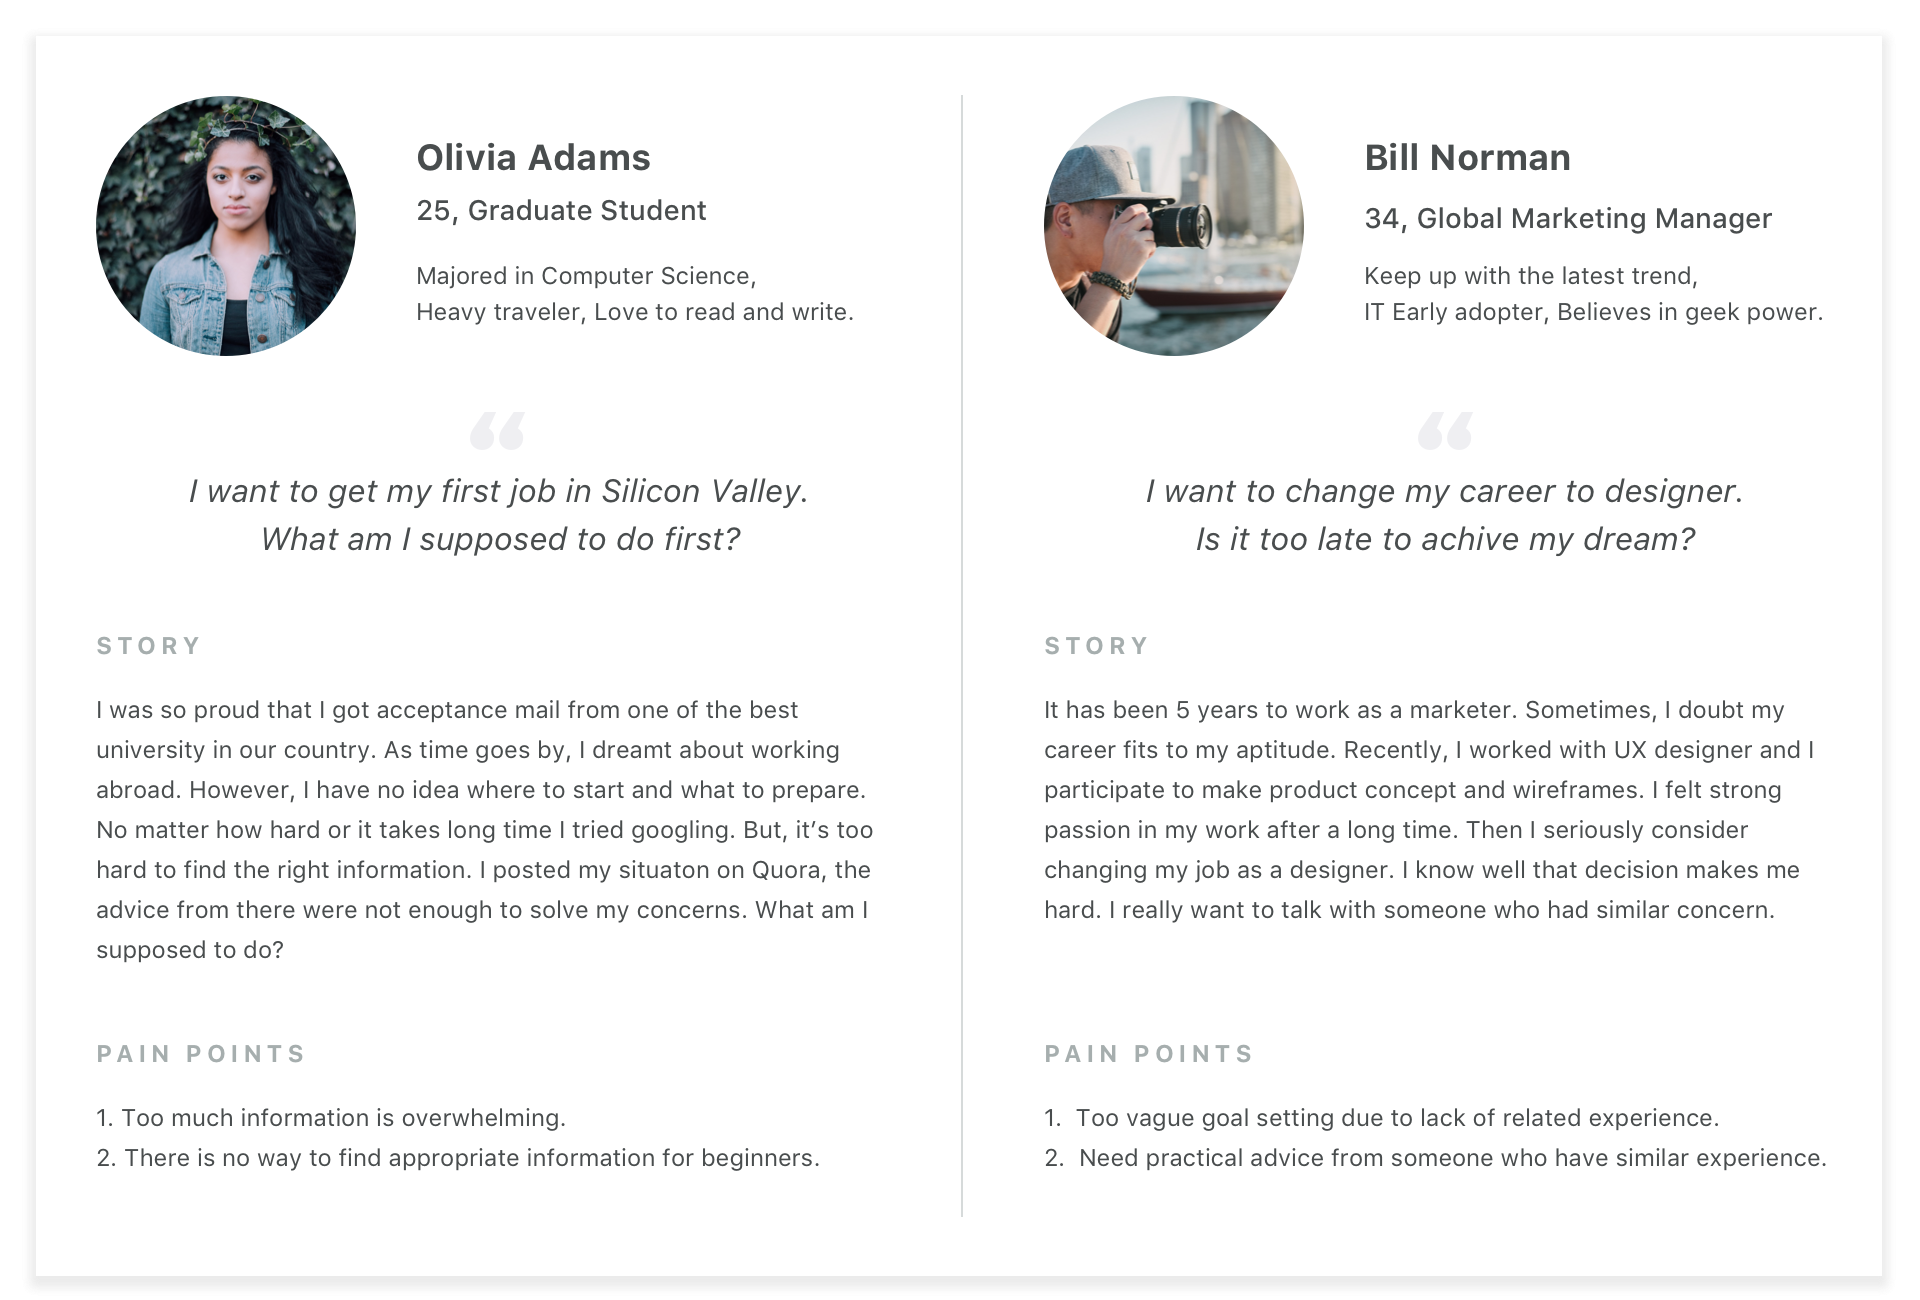 Olivia Adams
25, Graduate Student
Majored in Computer Science,
Heavy traveler, Love to read and write.
“
I want to get my first job in Silicon Valley.
What am I supposed to do first?
STORY
I was so proud that I got acceptance mail from one of the best
university in our country. As time goes by, I dreamt about working
abroad. However, I have no idea where to start and what to prepare.
No matter how hard or it takes long time I tried googling. But, it’s too
hard to find the right information. I posted my situaton on Quora, the
advice from there were not enough to solve my concerns. What am I
supposed to do?
PAIN POINTS
1. Too much information is overwhelming.
2. There is no way to find appropriate information for beginners.
Bill Norman
34, Global Marketing Manager
Keep up with the latest trend,
IT Early adopter, Believes in geek power.
“
I want to change my career to designer.
Is it too late to achive my dream?
STORY
It has been 5 years to work as a marketer. Sometimes, I doubt my
career fits to my aptitude. Recently, I worked with UX designer and I
participate to make product concept and wireframes. I felt strong
passion in my work after a long time. Then I seriously consider
changing my job as a designer. I know well that decision makes me
hard. I really want to talk with someone who had similar concern.
PAIN POINTS
1. Too vague goal setting due to lack of related experience.
2. Need practical advice from someone who have similar experience.